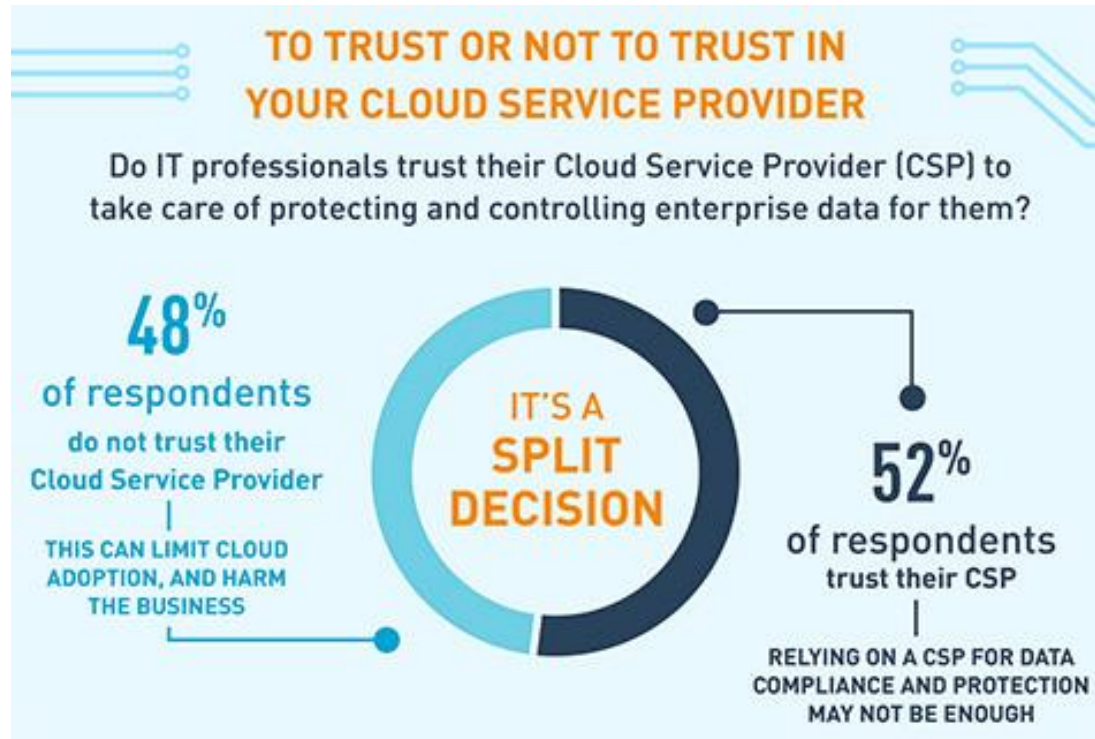 TO TRUST OR NOT TO TRUST IN
YOUR CLOUD SERVICE PROVIDER
Do IT professionals trust their Cloud Service Provider (CSP) to
take care of protecting and controlling enterprise data for them?
48%
of respondents
do not trust their
Cloud Service Provider
THIS CAN LIMIT CLOUD
ADOPTION, AND HARM
THE BUSINESS
IT'S A
SPLIT
DECISION
52%
of respondents
trust their CSP
RELYING ON A CSP FOR DATA
COMPLIANCE AND PROTECTION
MAY NOT BE ENOUGH